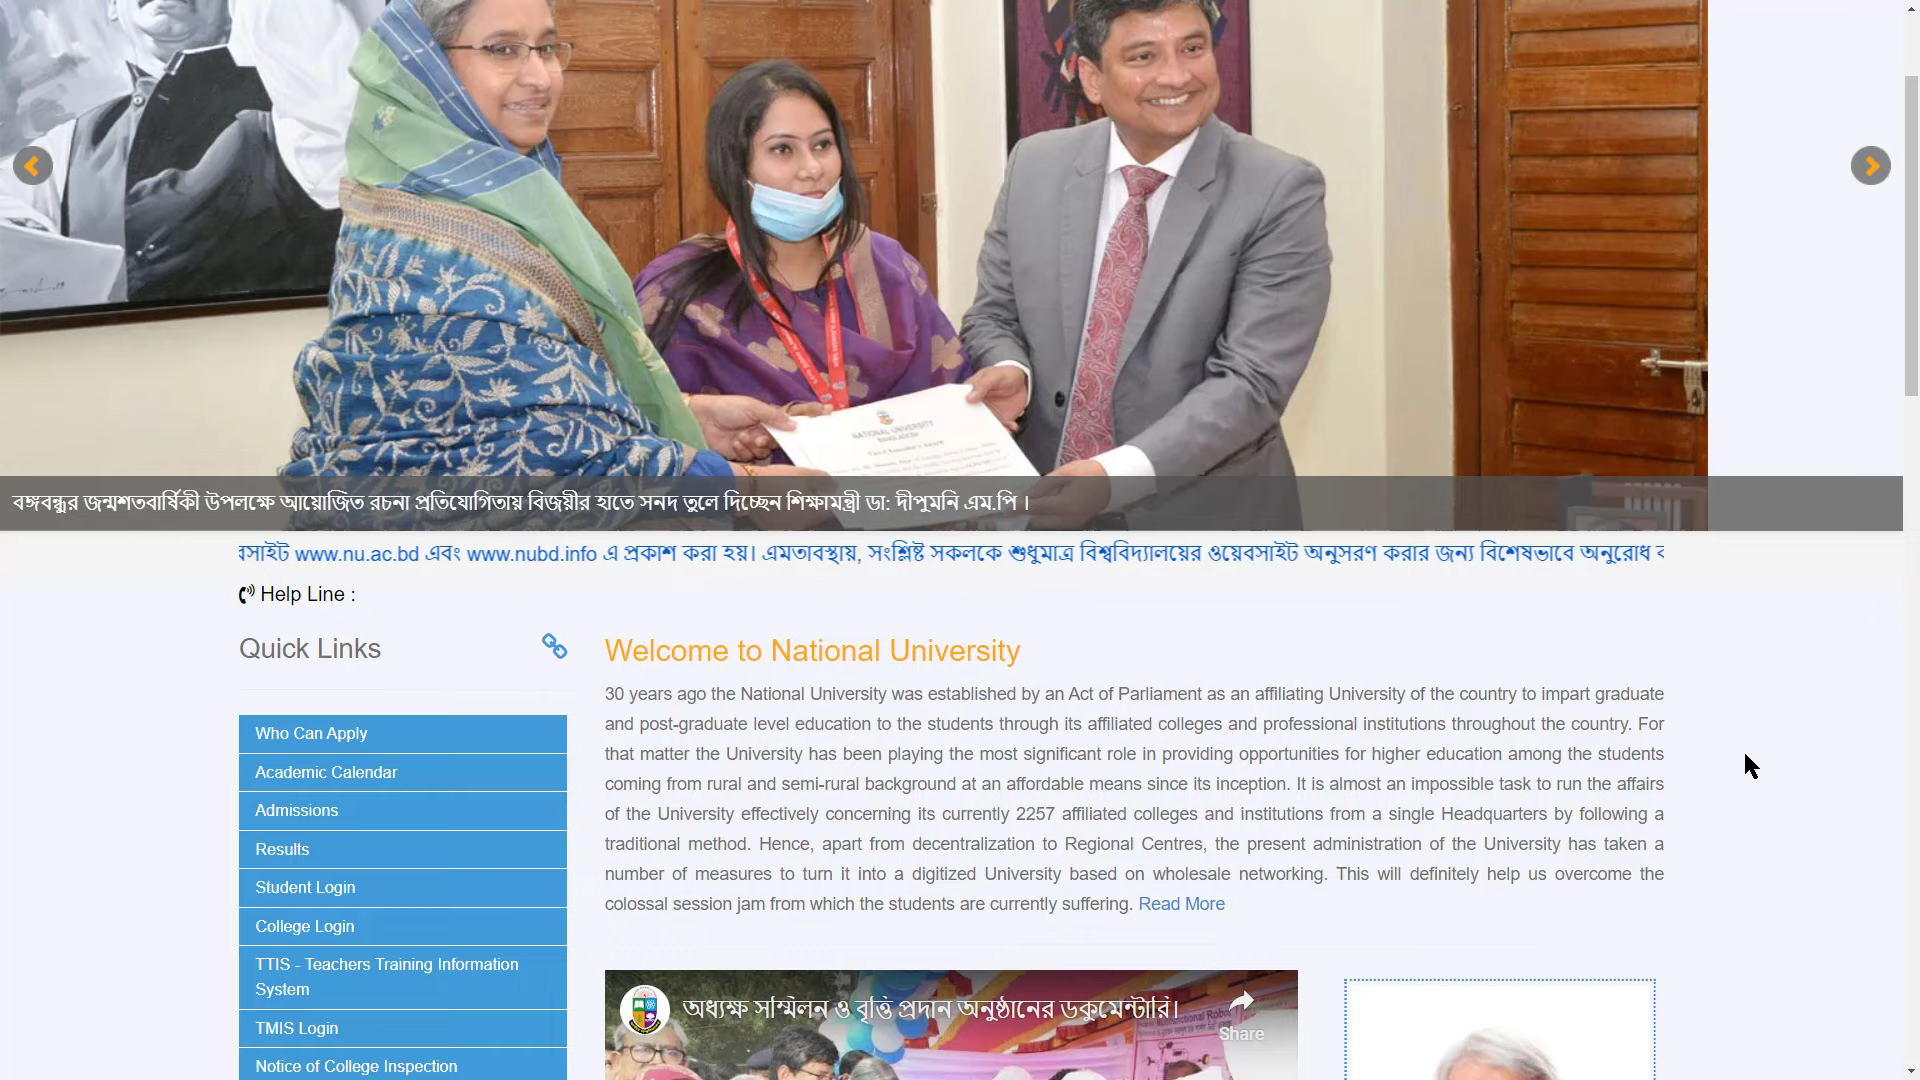 NATIONAL UNIVERSITY
BANGLADESH
বঙ্গবন্ধুর জন্মশতবার্ষিকী উপলক্ষে আয়োজিত রচনা প্রতিযোগিতায় বিজয়ীর হাতে সনদ তুলে দিচ্ছেন শিক্ষামন্ত্রী ডা: দীপুমনি এম.পি ।
সাইট www.nu.ac.bd এবং www.nubd.info এ প্রকাশ করা হয়। এমতাবস্থায়, সংশ্লিষ্ট সকলকে শুধুমাত্র বিশ্ববিদ্যালয়ের ওয়েবসাইট অনুসরণ করার জন্য বিশেষভাবে অনুরোধ
Help Line :
Quick Links
Who Can Apply
Academic Calendar
Admissions
Results
Student Login
College Login
TTIS - Teachers Training Information
System
TMIS Login
Notice of College Inspection
Welcome to National University
30 years ago the National University was established by an Act of Parliament as an affiliating University of the country to impart graduate
and post-graduate level education to the students through its affiliated colleges and professional institutions throughout the country. For
that matter the University has been playing the most significant role in providing opportunities for higher education among the students
coming from rural and semi-rural background at an affordable means since its inception. It is almost an impossible task to run the affairs
of the University effectively concerning its currently 2257 affiliated colleges and institutions from a single Headquarters by following a
traditional method. Hence, apart from decentralization to Regional Centres, the present administration of the University has taken a
number of measures to turn it into a digitized University based on wholesale networking. This will definitely help us overcome the
colossal session jam from which the students are currently suffering. Read More
অধ্যক্ষ সম্মিলন ও বৃত্তি প্রদান অনুষ্ঠানের ডকুমেন্টারি।
Share